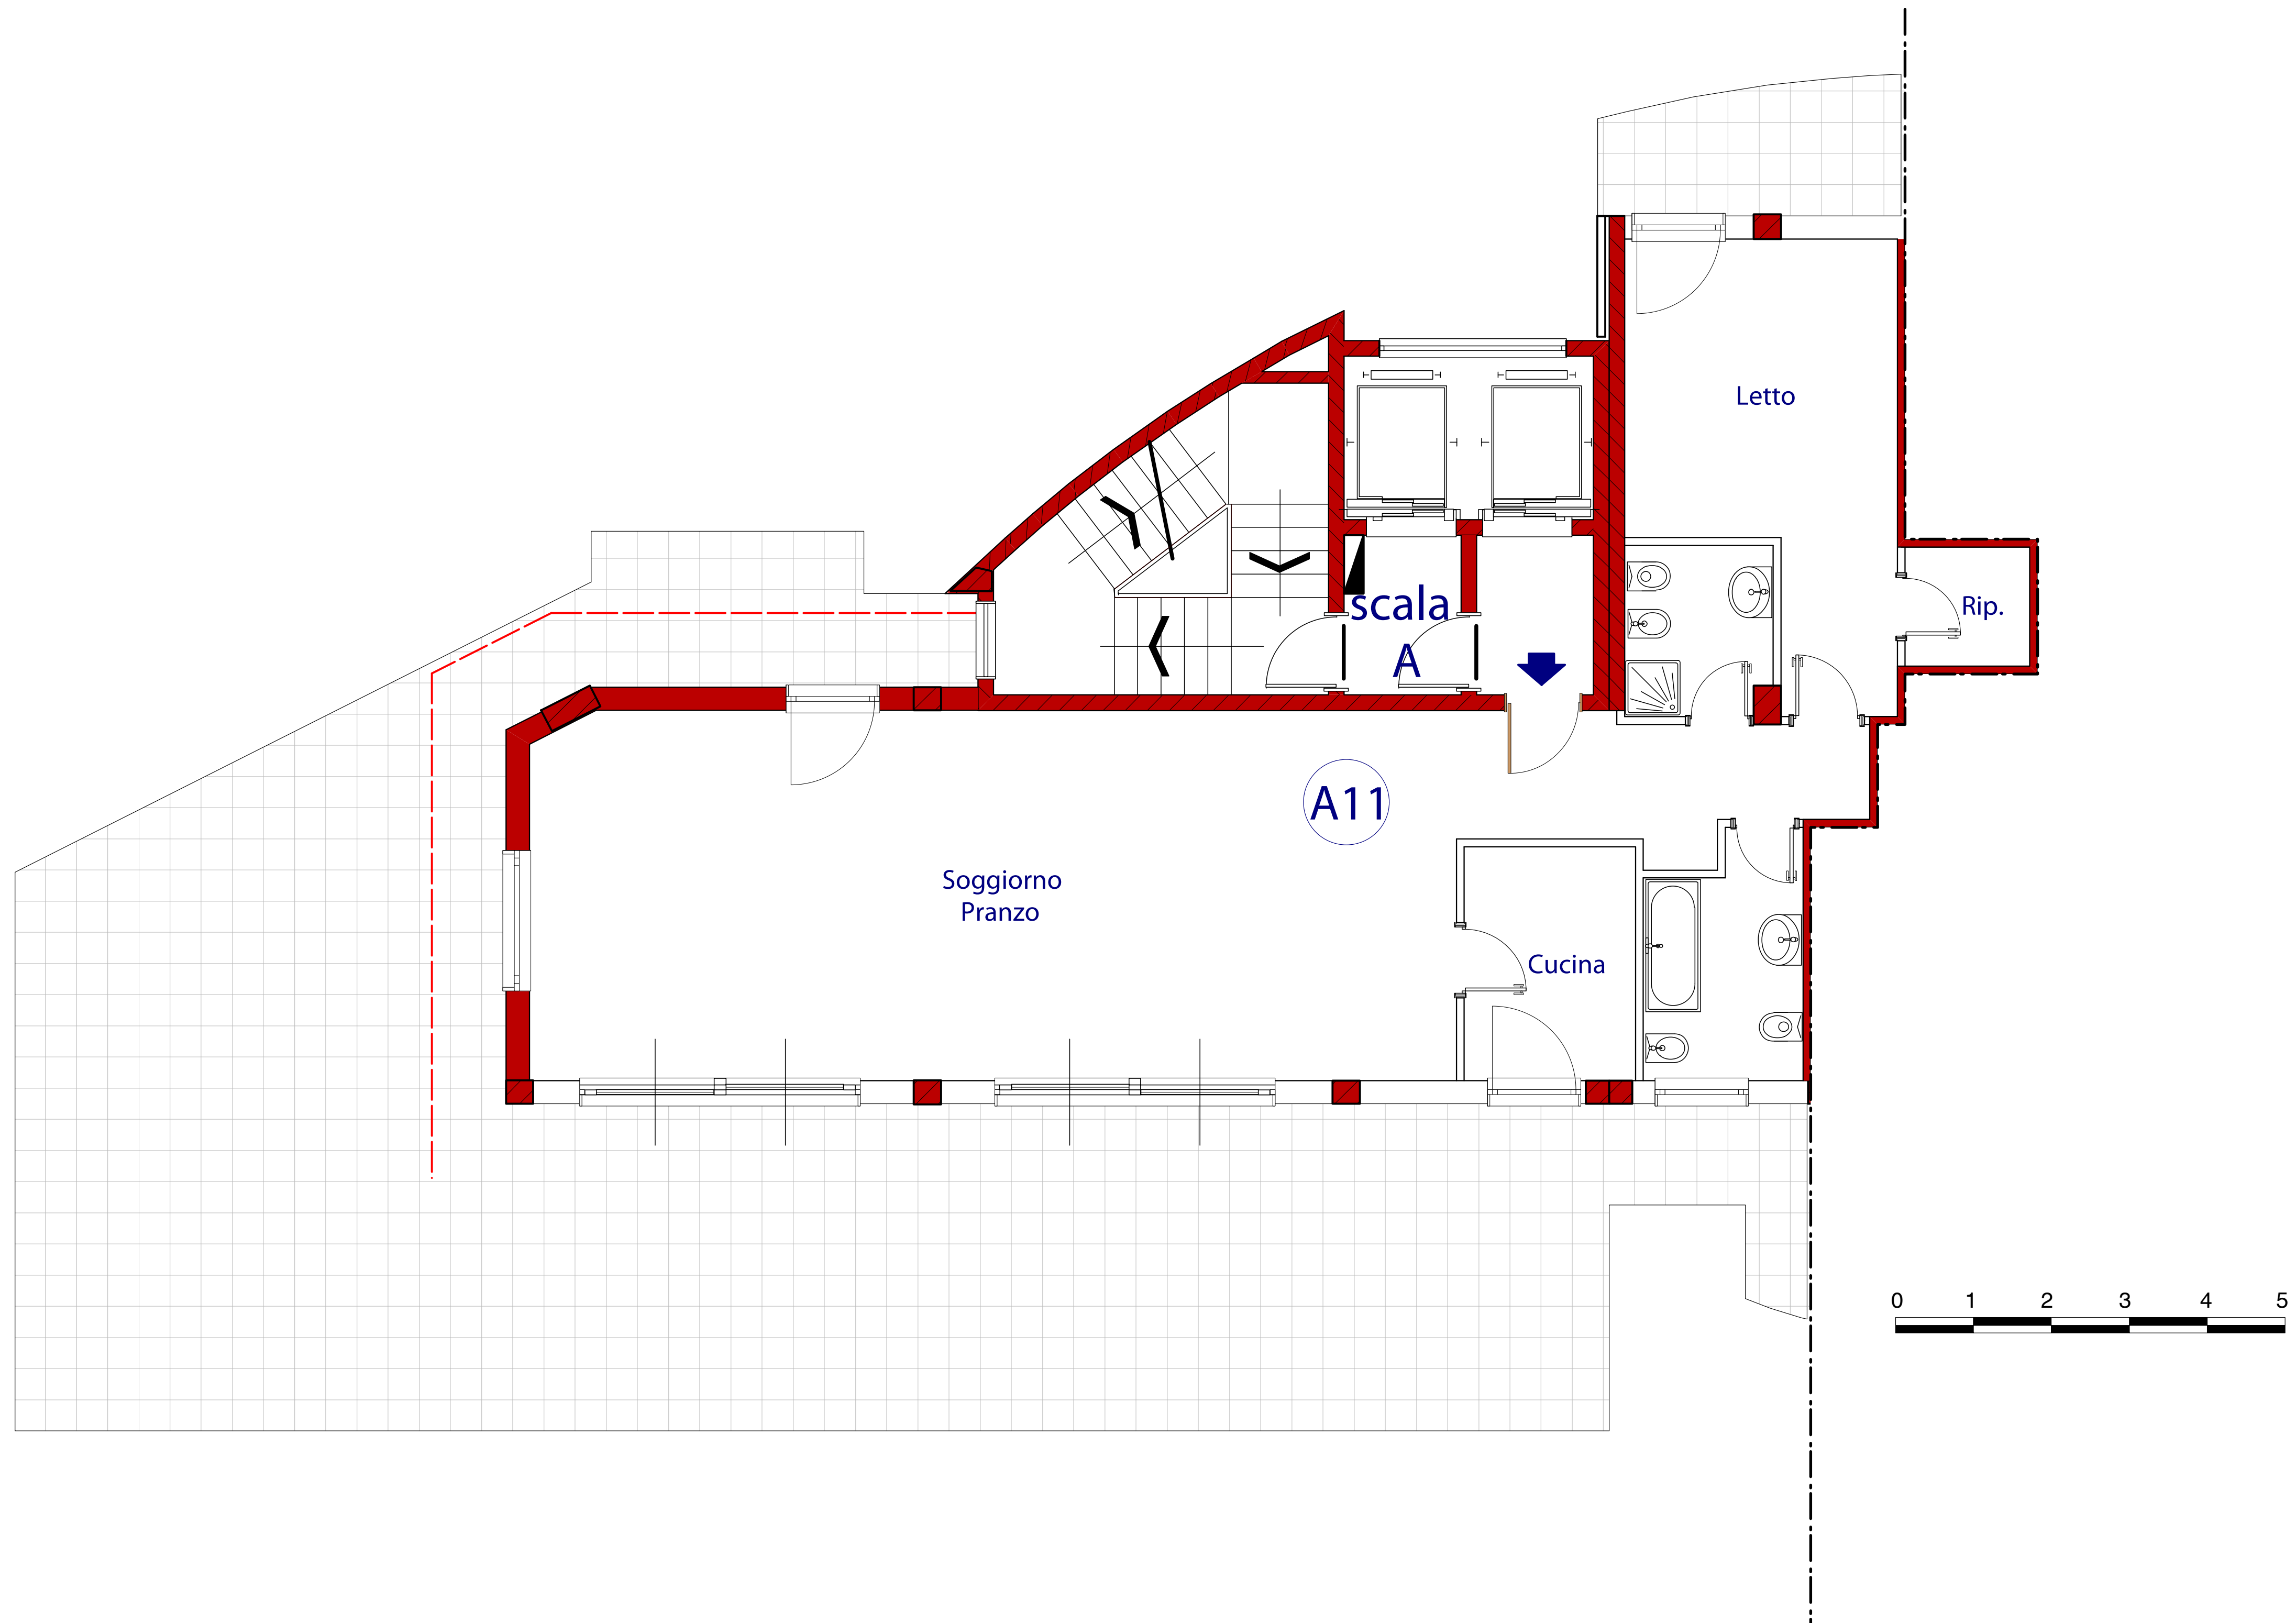 Letto
scala
A
Rip.
A11
Soggiorno
Pranzo
Cucina
0 1 2 3 4 5